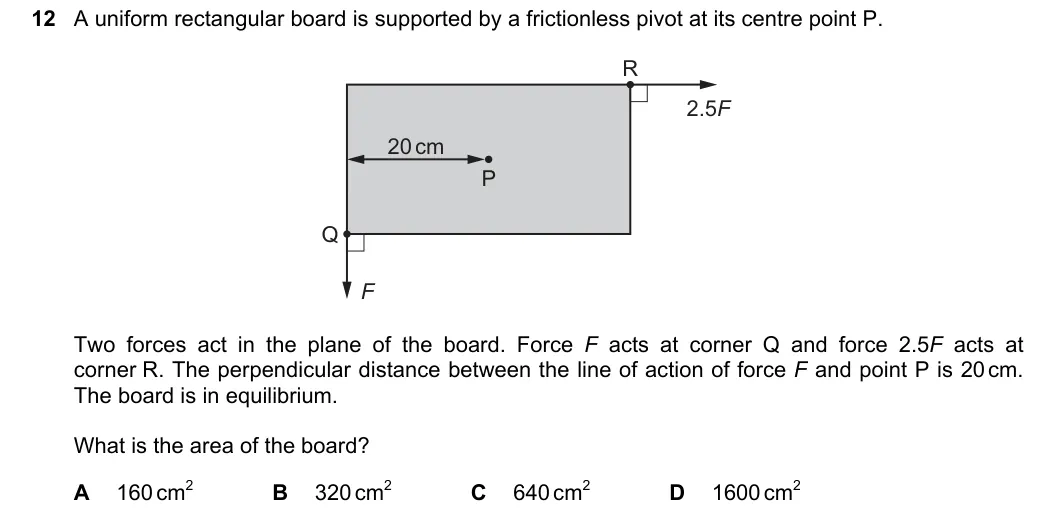 12 A uniform rectangular board is supported by a frictionless pivot at its centre point P.
R
2.5F
20 cm
P
Q
F
Two forces act in the plane of the board. Force F acts at corner Q and force 2.5F acts at
corner R. The perpendicular distance between the line of action of force F and point P is 20 cm.
The board is in equilibrium.
What is the area of the board?
A 160 cm² B 320 cm² C 640 cm² D 1600 cm²